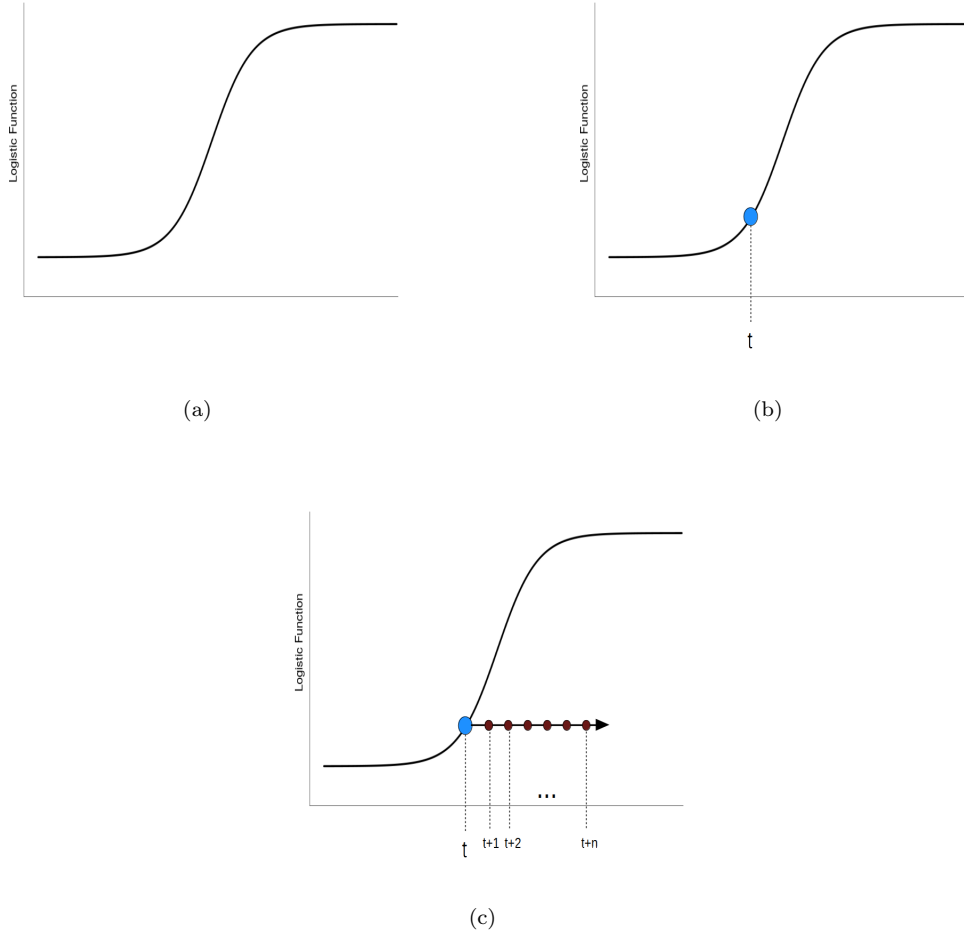 Logistic Function
Logistic Function
t
(a)
(b)
Logistic Function
...
t
t+1
t+2
t+n
(c)